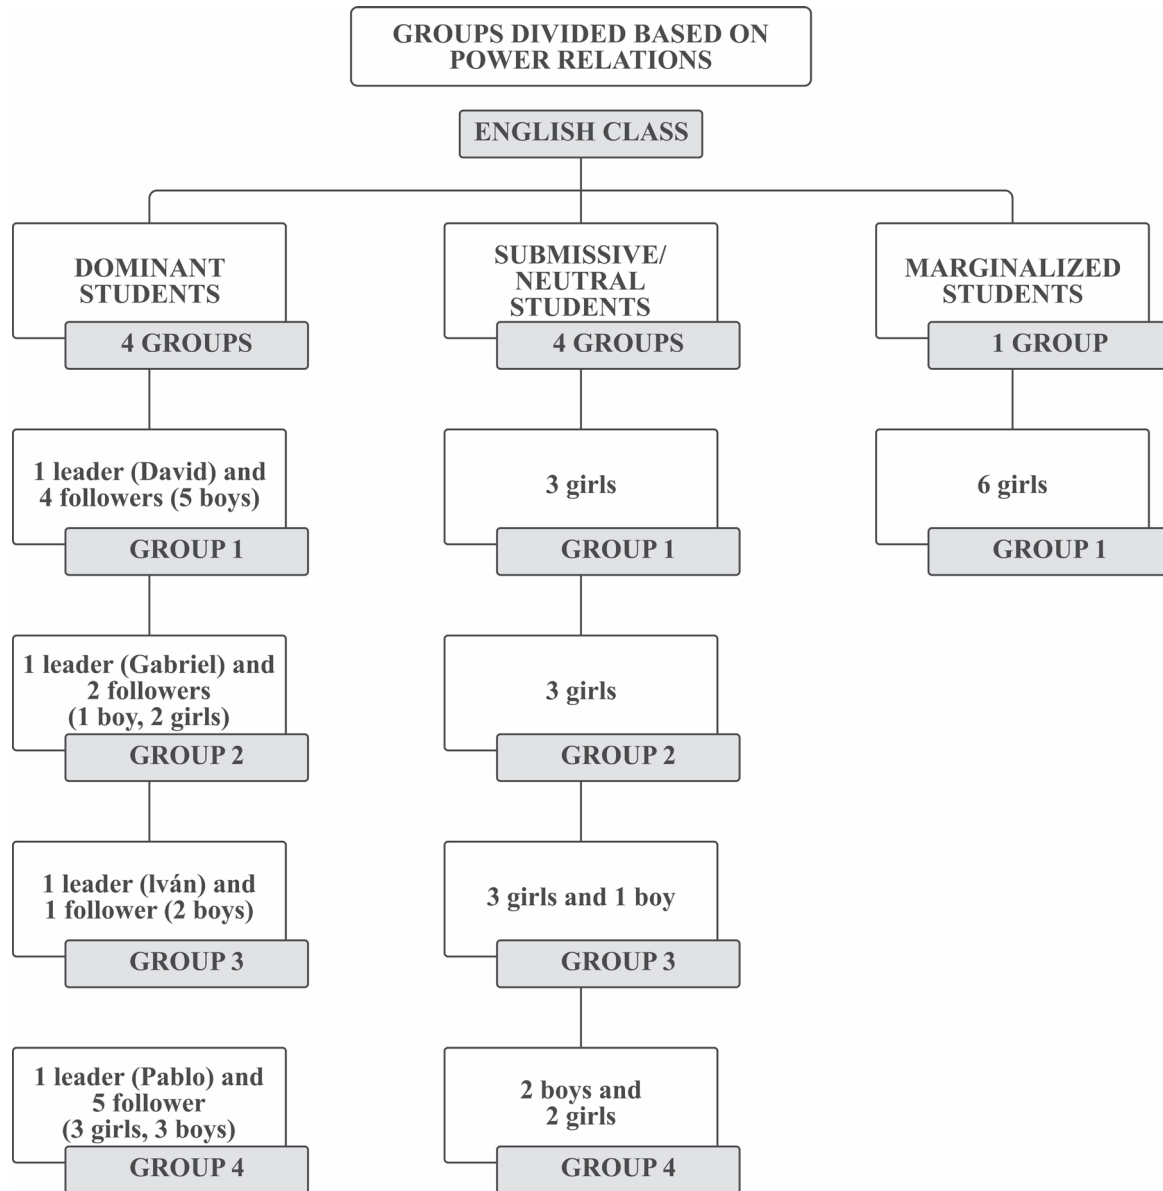 GROUPS DIVIDED BASED ON
POWER RELATIONS
ENGLISH CLASS
DOMINANT
STUDENTS
4 GROUPS
1 leader (David) and
4 followers (5 boys)
GROUP 1
1 leader (Gabriel) and
2 followers
(1 boy, 2 girls)
GROUP 2
1 leader (Iván) and
1 follower (2 boys)
GROUP 3
1 leader (Pablo) and
5 follower
(3 girls, 3 boys)
GROUP 4
SUBMISSIVE/
NEUTRAL
STUDENTS
4 GROUPS
3 girls
GROUP 1
3 girls
GROUP 2
3 girls and 1 boy
GROUP 3
2 boys and
2 girls
GROUP 4
MARGINALIZED
STUDENTS
1 GROUP
6 girls
GROUP 1